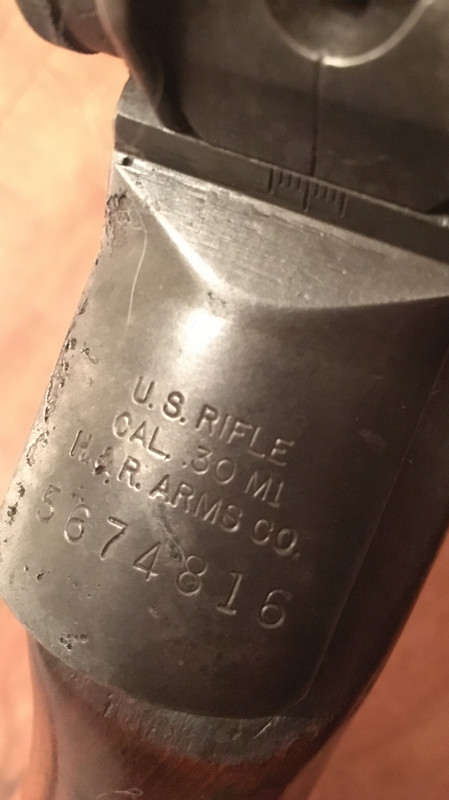 U.S. RIFLE
CAL. .30 M1
H.&R. ARMS CO.
5674816